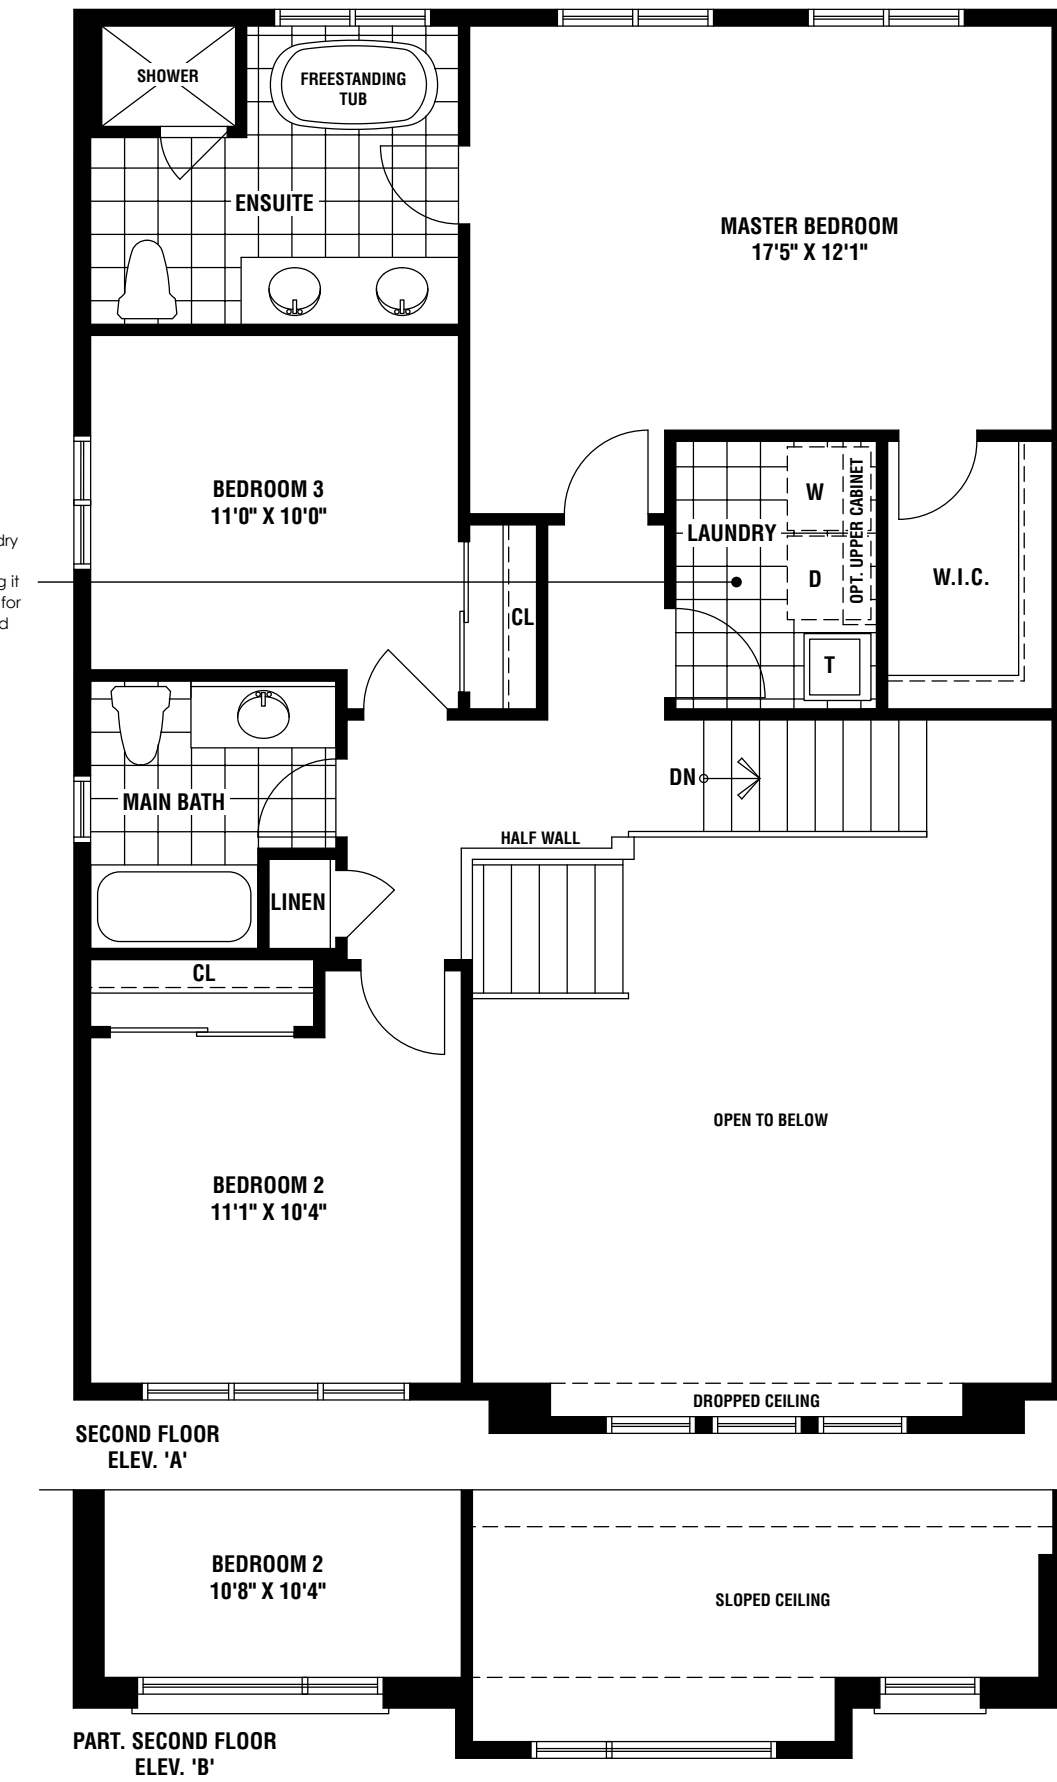 SHOWER
FREESTANDING
TUB
ENSUITE
MASTER BEDROOM
17'5" X 12'1"
BEDROOM 3
11'0" X 10'0"
W
OPT. UPPER CABINET
LAUNDRY
D
W.I.C.
CL
T
it
for
MAIN BATH
DN
HALF WALL
LINEN
CL
OPEN TO BELOW
BEDROOM 2
11'1" X 10'4"
DROPPED CEILING
SECOND FLOOR
ELEV. 'A'
BEDROOM 2
10'8" X 10'4"
SLOPED CEILING
PART. SECOND FLOOR
ELEV. 'B'